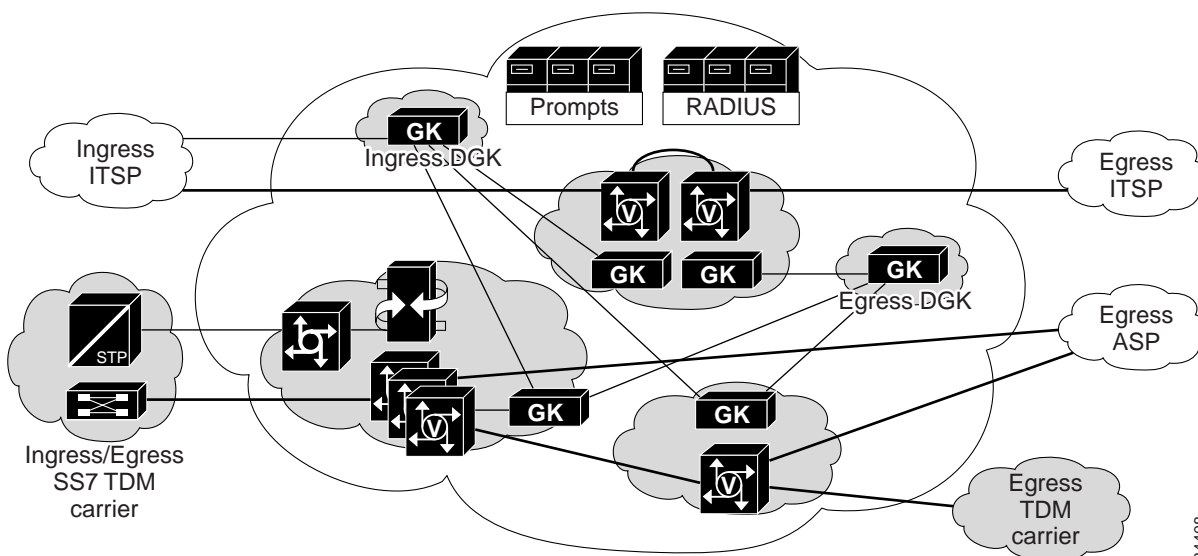 Prompts
RADIUS
GK
Ingress DGK
Ingress
ITSP
Egress
ITSP
V
V
GK
GK
GK
Egress DGK
STP
Egress
ASP
V
GK
GK
V
Ingress/Egress
SS7 TDM
carrier
Egress
TDM
carrier